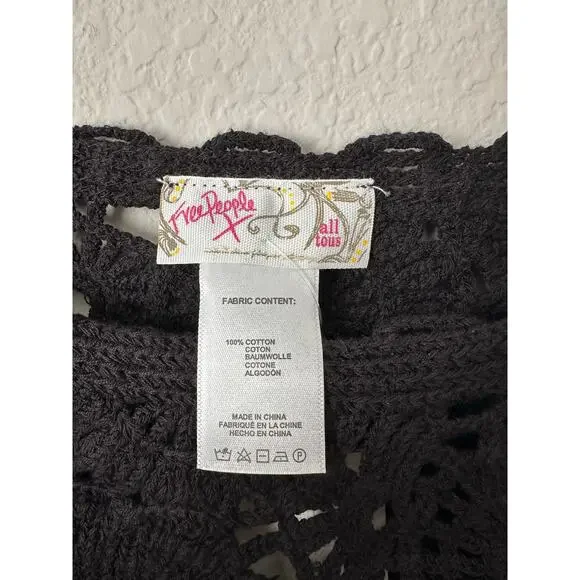 Free People
all
tous
FABRIC CONTENT:
100% COTTON
COTON
BAUMWOLLE
COTONE
ALGODÓN
MADE IN CHINA
FABRIQUÉ EN LA CHINE
HECHO EN CHINA
P